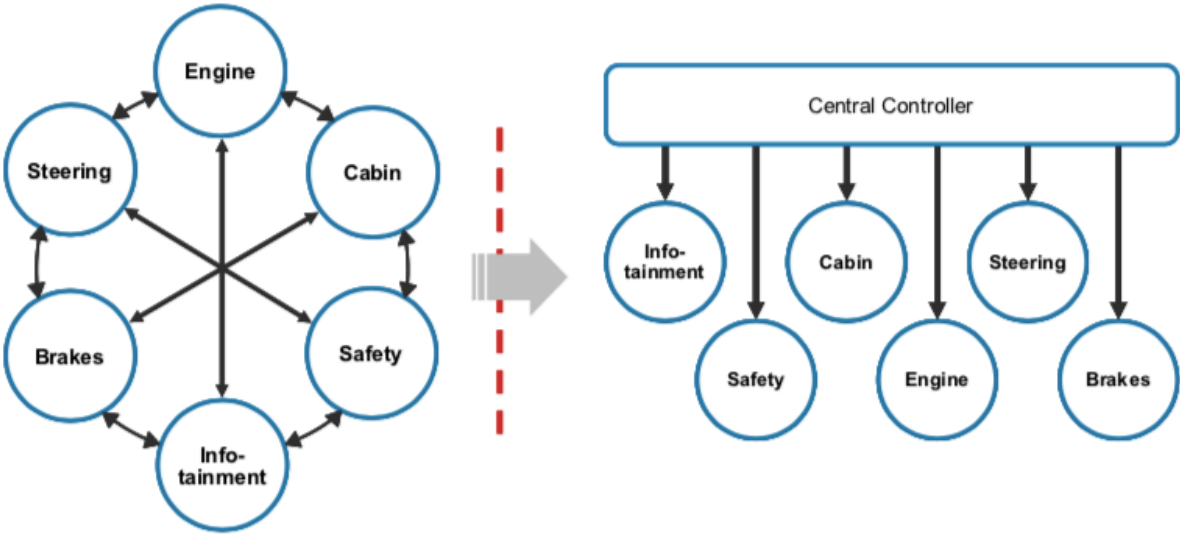 Engine
Steering
Cabin
Brakes
Safety
Info-
tainment
Central Controller
Info-
tainment
Cabin
Steering
Safety
Engine
Brakes